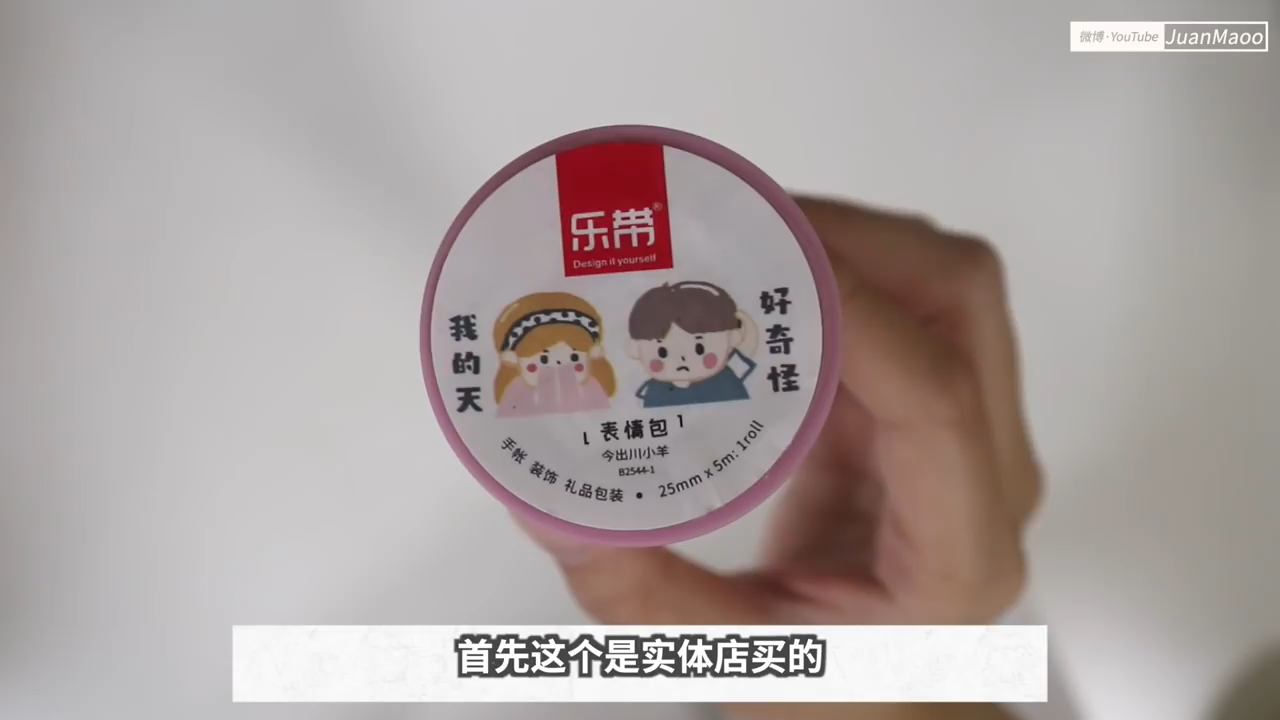 微博·YouTube JuanMaoo
乐带®
Design it yourself
我的天
好奇怪
[表情包]
今出川小羊
B2544-1
手帐 装饰 礼品包装 • 25mm x 5m: 1roll
首先这个是实体店买的